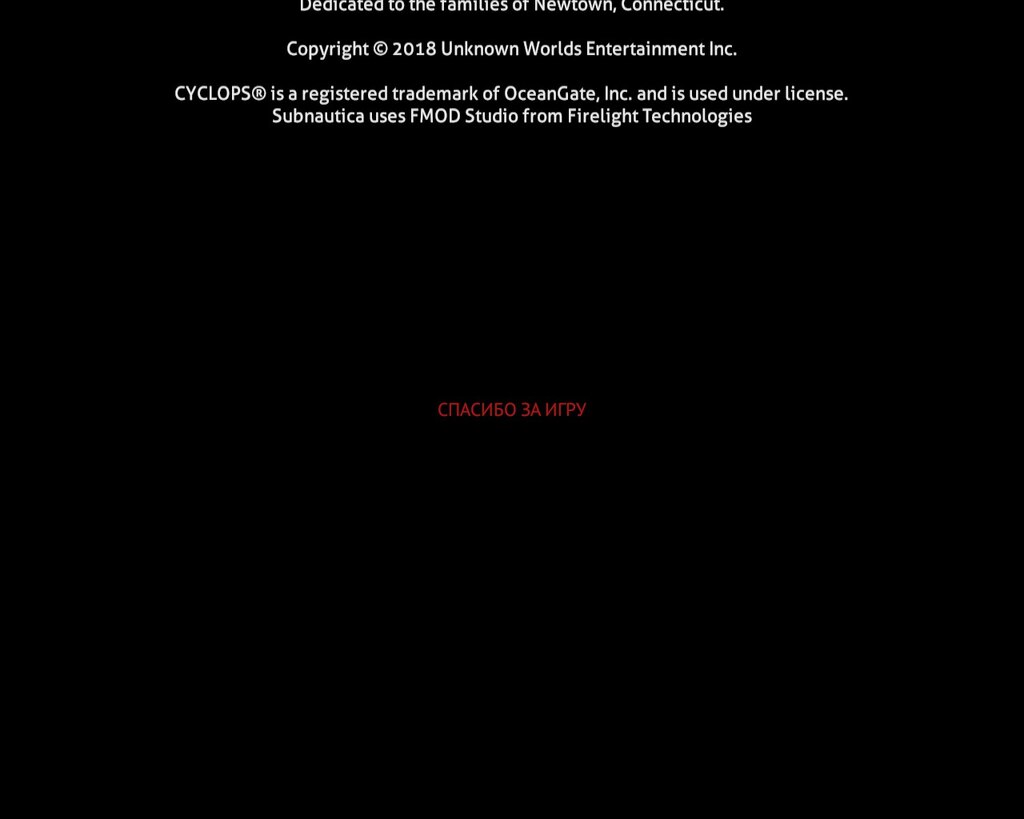 Dedicated to the families of Newtown, Connecticut.
Copyright © 2018 Unknown Worlds Entertainment Inc.
CYCLOPS® is a registered trademark of OceanGate, Inc. and is used under license.
Subnautica uses FMOD Studio from Firelight Technologies
СПАСИБО ЗА ИГРУ